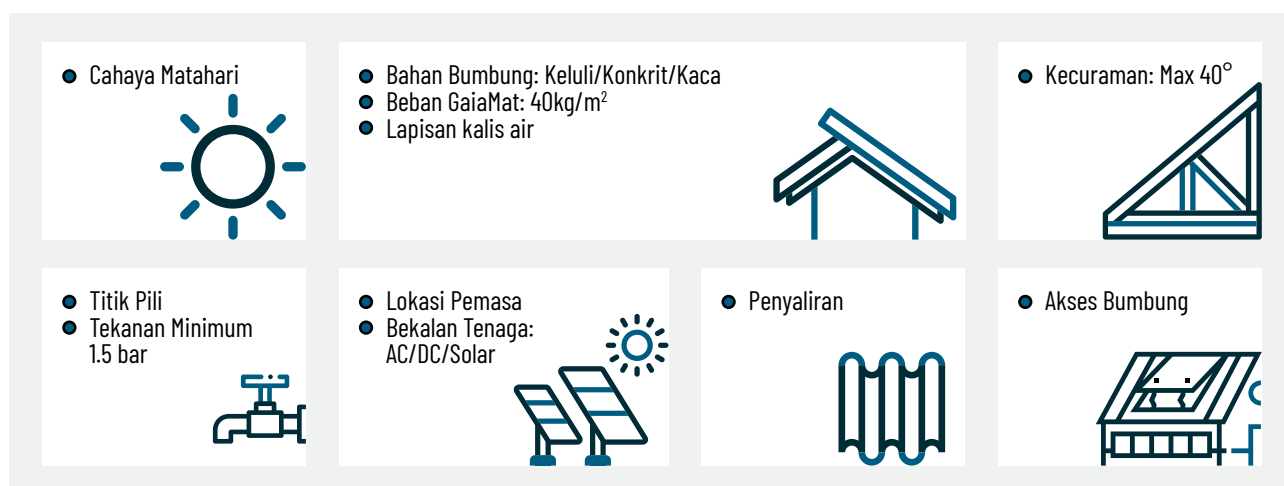 Cahaya Matahari
Bahan Bumbung: Keluli/Konkrit/Kaca
Beban GaiaMat: 40kg/m²
Lapisan kalis air
Kecuraman: Max 40°
Titik Pili
Tekanan Minimum
1.5 bar
Lokasi Pemasa
Bekalan Tenaga:
AC/DC/Solar
Penyaliran
Akses Bumbung